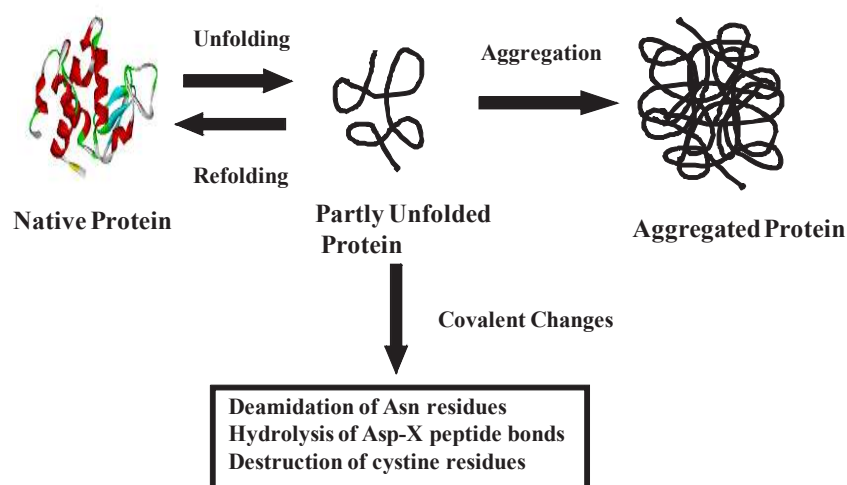 Unfolding
Aggregation
Refolding
Native Protein
Partly Unfolded
Protein
Aggregated Protein
Covalent Changes
Deamidation of Asn residues
Hydrolysis of Asp-X peptide bonds
Destruction of cystine residues